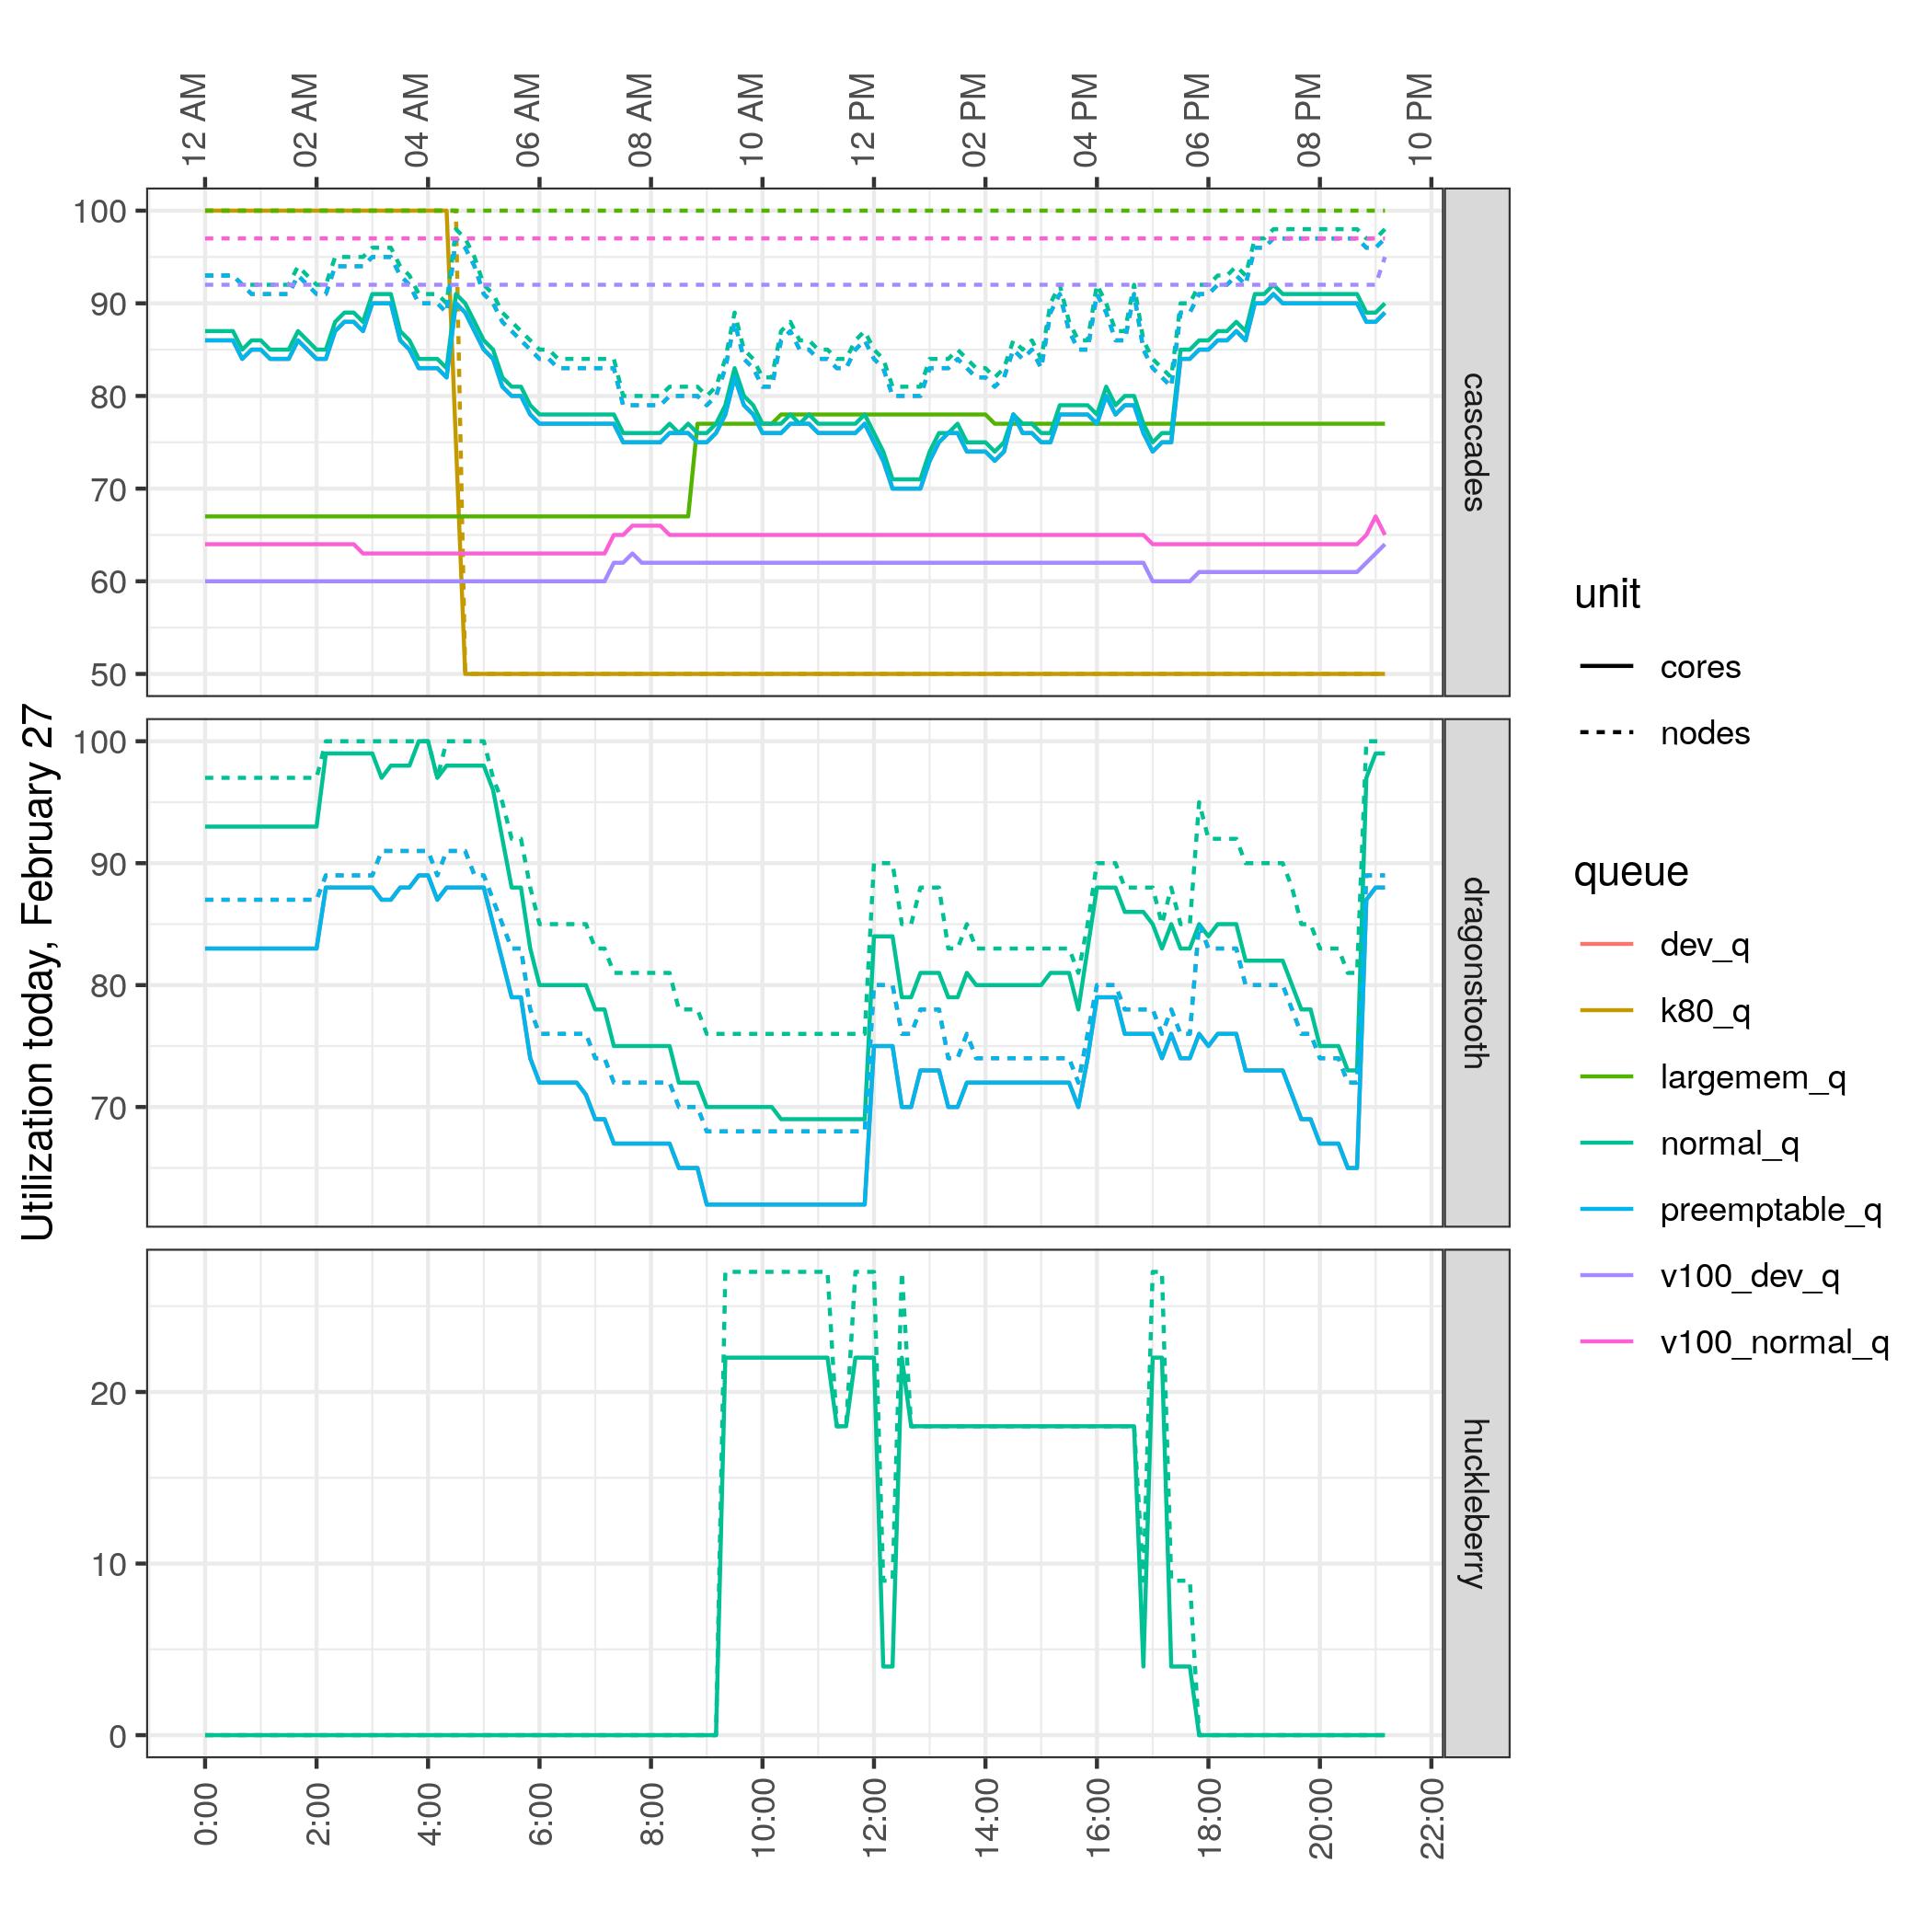 12 AM
02 AM
04 AM
06 AM
08 AM
10 AM
12 PM
02 PM
04 PM
06 PM
08 PM
10 PM
Utilization today, February 27
100
90
80
70
60
50
cascades
100
90
80
70
dragonstooth
20
10
0
huckleberry
0:00
2:00
4:00
6:00
8:00
10:00
12:00
14:00
16:00
18:00
20:00
22:00
unit
cores
nodes
queue
dev_q
k80_q
largemem_q
normal_q
preemptable_q
v100_dev_q
v100_normal_q